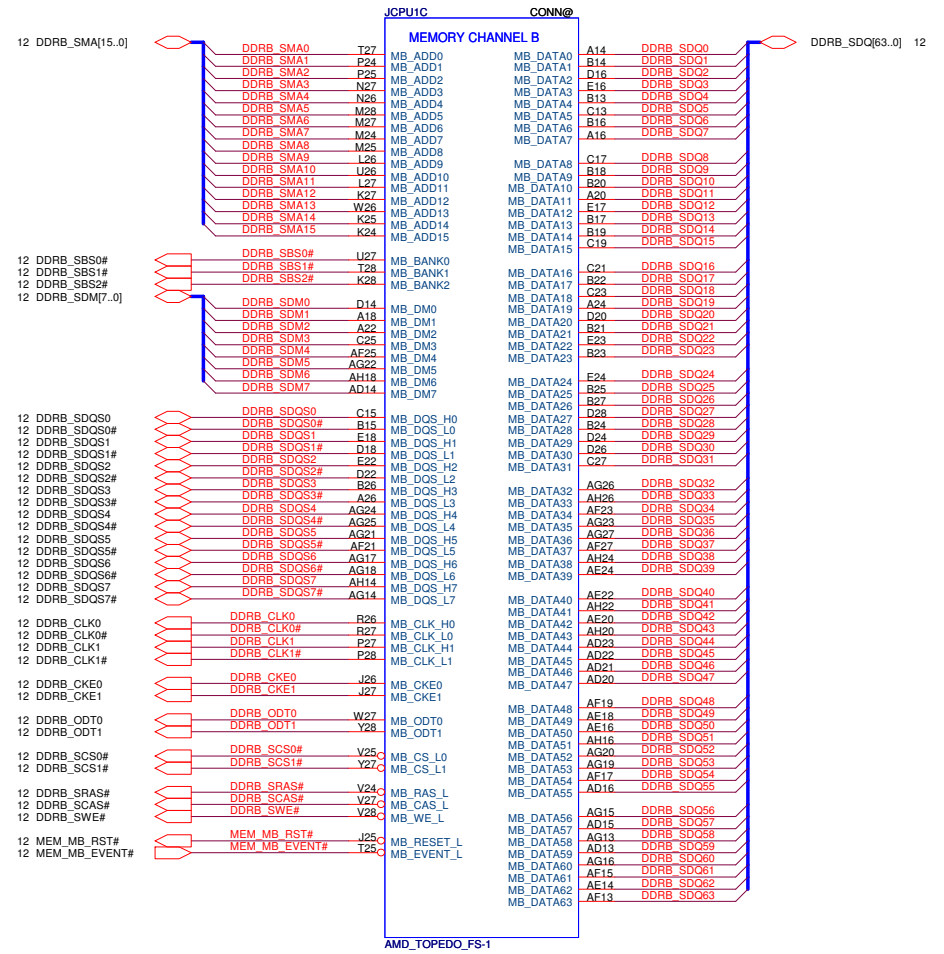 JCPU1C CONN@
MEMORY CHANNEL B
12 DDRB_SMA[15..0] DDRB_SDQ[63..0] 12
DDRB_SMA0 T27 MB_ADD0 MB_DATA0 A14 DDRB_SDQ0
DDRB_SMA1 P24 MB_ADD1 MB_DATA1 B14 DDRB_SDQ1
DDRB_SMA2 P25 MB_ADD2 MB_DATA2 D16 DDRB_SDQ2
DDRB_SMA3 N27 MB_ADD3 MB_DATA3 E16 DDRB_SDQ3
DDRB_SMA4 N26 MB_ADD4 MB_DATA4 B13 DDRB_SDQ4
DDRB_SMA5 M28 MB_ADD5 MB_DATA5 C13 DDRB_SDQ5
DDRB_SMA6 M27 MB_ADD6 MB_DATA6 B16 DDRB_SDQ6
DDRB_SMA7 M24 MB_ADD7 MB_DATA7 A16 DDRB_SDQ7
DDRB_SMA8 M25 MB_ADD8
DDRB_SMA9 L26 MB_ADD9 MB_DATA8 C17 DDRB_SDQ8
DDRB_SMA10 U26 MB_ADD10 MB_DATA9 B18 DDRB_SDQ9
DDRB_SMA11 L27 MB_ADD11 MB_DATA10 B20 DDRB_SDQ10
DDRB_SMA12 K27 MB_ADD12 MB_DATA11 A20 DDRB_SDQ11
DDRB_SMA13 W26 MB_ADD13 MB_DATA12 E17 DDRB_SDQ12
DDRB_SMA14 K25 MB_ADD14 MB_DATA13 B17 DDRB_SDQ13
DDRB_SMA15 K24 MB_ADD15 MB_DATA14 B19 DDRB_SDQ14
MB_DATA15 C19 DDRB_SDQ15
12 DDRB_SBS0# DDRB_SBS0# U27 MB_BANK0
12 DDRB_SBS1# DDRB_SBS1# T28 MB_BANK1 MB_DATA16 C21 DDRB_SDQ16
12 DDRB_SBS2# DDRB_SBS2# K28 MB_BANK2 MB_DATA17 B22 DDRB_SDQ17
12 DDRB_SDM[7..0] MB_DATA18 C23 DDRB_SDQ18
DDRB_SDM0 D14 MB_DM0 MB_DATA19 A24 DDRB_SDQ19
DDRB_SDM1 A18 MB_DM1 MB_DATA20 D20 DDRB_SDQ20
DDRB_SDM2 A22 MB_DM2 MB_DATA21 B21 DDRB_SDQ21
DDRB_SDM3 C25 MB_DM3 MB_DATA22 E23 DDRB_SDQ22
DDRB_SDM4 AF25 MB_DM4 MB_DATA23 B23 DDRB_SDQ23
DDRB_SDM5 AG22 MB_DM5
DDRB_SDM6 AH18 MB_DM6 MB_DATA24 E24 DDRB_SDQ24
DDRB_SDM7 AD14 MB_DM7 MB_DATA25 B25 DDRB_SDQ25
MB_DATA26 B27 DDRB_SDQ26
12 DDRB_SDQS0 DDRB_SDQS0 C15 MB_DQS_H0 MB_DATA27 D28 DDRB_SDQ27
12 DDRB_SDQS0# DDRB_SDQS0# B15 MB_DQS_L0 MB_DATA28 B24 DDRB_SDQ28
12 DDRB_SDQS1 DDRB_SDQS1 E18 MB_DQS_H1 MB_DATA29 D24 DDRB_SDQ29
12 DDRB_SDQS1# DDRB_SDQS1# D18 MB_DQS_L1 MB_DATA30 D26 DDRB_SDQ30
12 DDRB_SDQS2 DDRB_SDQS2 E22 MB_DQS_H2 MB_DATA31 C27 DDRB_SDQ31
12 DDRB_SDQS2# DDRB_SDQS2# D22 MB_DQS_L2
12 DDRB_SDQS3 DDRB_SDQS3 B26 MB_DQS_H3 MB_DATA32 AG26 DDRB_SDQ32
12 DDRB_SDQS3# DDRB_SDQS3# A26 MB_DQS_L3 MB_DATA33 AH26 DDRB_SDQ33
12 DDRB_SDQS4 DDRB_SDQS4 AG24 MB_DQS_H4 MB_DATA34 AF23 DDRB_SDQ34
12 DDRB_SDQS4# DDRB_SDQS4# AG25 MB_DQS_L4 MB_DATA35 AG23 DDRB_SDQ35
12 DDRB_SDQS5 DDRB_SDQS5 AG21 MB_DQS_H5 MB_DATA36 AG27 DDRB_SDQ36
12 DDRB_SDQS5# DDRB_SDQS5# AF21 MB_DQS_L5 MB_DATA37 AF27 DDRB_SDQ37
12 DDRB_SDQS6 DDRB_SDQS6 AG17 MB_DQS_H6 MB_DATA38 AH24 DDRB_SDQ38
12 DDRB_SDQS6# DDRB_SDQS6# AG18 MB_DQS_L6 MB_DATA39 AE24 DDRB_SDQ39
12 DDRB_SDQS7 DDRB_SDQS7 AH14 MB_DQS_H7
12 DDRB_SDQS7# DDRB_SDQS7# AG14 MB_DQS_L7 MB_DATA40 AE22 DDRB_SDQ40
MB_DATA41 AH22 DDRB_SDQ41
12 DDRB_CLK0 DDRB_CLK0 R26 MB_CLK_H0 MB_DATA42 AE20 DDRB_SDQ42
12 DDRB_CLK0# DDRB_CLK0# R27 MB_CLK_L0 MB_DATA43 AH20 DDRB_SDQ43
12 DDRB_CLK1 DDRB_CLK1 P27 MB_CLK_H1 MB_DATA44 AD23 DDRB_SDQ44
12 DDRB_CLK1# DDRB_CLK1# P28 MB_CLK_L1 MB_DATA45 AD22 DDRB_SDQ45
MB_DATA46 AD21 DDRB_SDQ46
12 DDRB_CKE0 DDRB_CKE0 J26 MB_CKE0 MB_DATA47 AD20 DDRB_SDQ47
12 DDRB_CKE1 DDRB_CKE1 J27 MB_CKE1
MB_DATA48 AF19 DDRB_SDQ48
12 DDRB_ODT0 DDRB_ODT0 W27 MB_ODT0 MB_DATA49 AE18 DDRB_SDQ49
12 DDRB_ODT1 DDRB_ODT1 Y28 MB_ODT1 MB_DATA50 AE16 DDRB_SDQ50
MB_DATA51 AH16 DDRB_SDQ51
12 DDRB_SCS0# DDRB_SCS0# V25 MB_CS_L0 MB_DATA52 AG20 DDRB_SDQ52
12 DDRB_SCS1# DDRB_SCS1# Y27 MB_CS_L1 MB_DATA53 AG19 DDRB_SDQ53
MB_DATA54 AF17 DDRB_SDQ54
12 DDRB_SRAS# DDRB_SRAS# V24 MB_RAS_L MB_DATA55 AD16 DDRB_SDQ55
12 DDRB_SCAS# DDRB_SCAS# V27 MB_CAS_L
12 DDRB_SWE# DDRB_SWE# V28 MB_WE_L MB_DATA56 AG15 DDRB_SDQ56
MB_DATA57 AD15 DDRB_SDQ57
12 MEM_MB_RST# MEM_MB_RST# J25 MB_RESET_L MB_DATA58 AG13 DDRB_SDQ58
12 MEM_MB_EVENT# MEM_MB_EVENT# T25 MB_EVENT_L MB_DATA59 AD13 DDRB_SDQ59
MB_DATA60 AG16 DDRB_SDQ60
MB_DATA61 AF15 DDRB_SDQ61
MB_DATA62 AE14 DDRB_SDQ62
MB_DATA63 AF13 DDRB_SDQ63
AMD_TOPEDO_FS-1